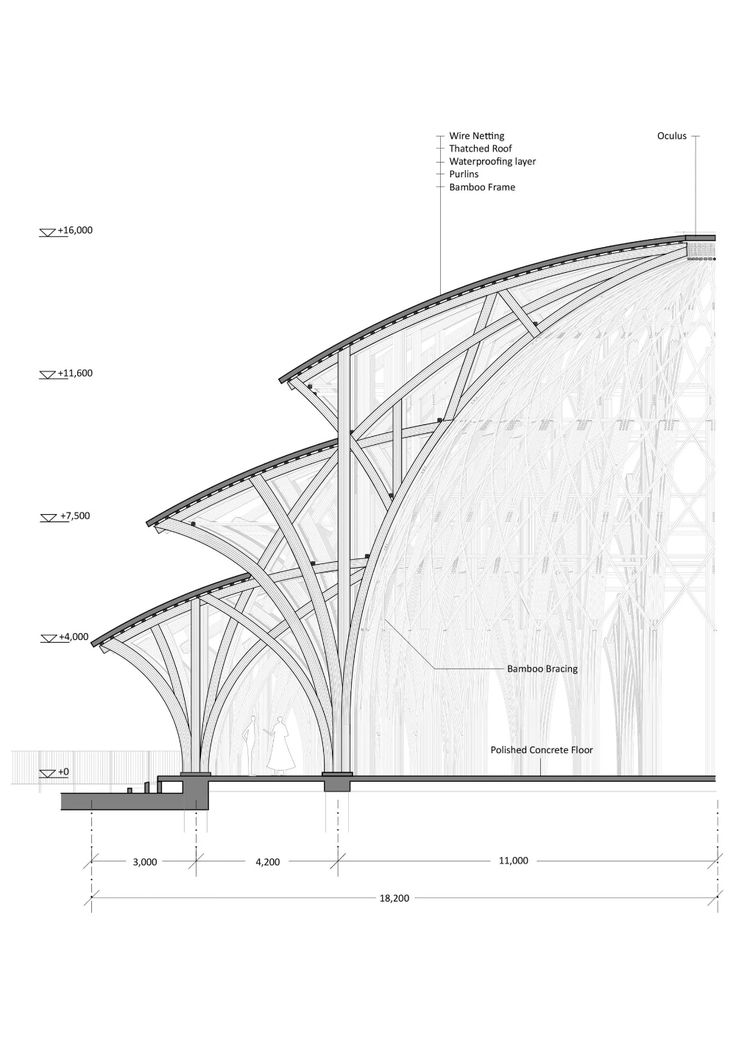 Wire Netting
Oculus
Thatched Roof
Waterproofing layer
Purlins
Bamboo Frame
+16,000
+11,600
+7,500
+4,000
Bamboo Bracing
Polished Concrete Floor
+0
3,000
4,200
11,000
18,200